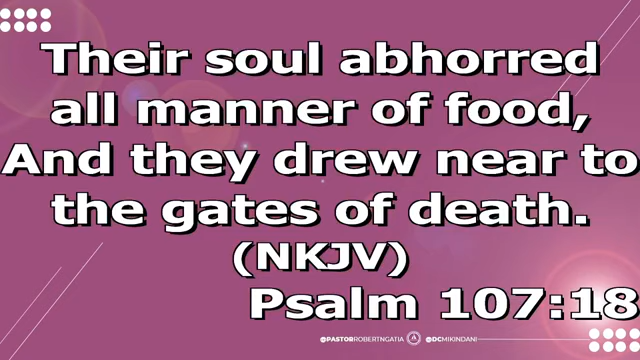 Their soul abhorred
all manner of food,
And they drew near to
the gates of death.
(NKJV)
Psalm 107:18
@PASTORROBERTNGATIA @DCMIKINDANI